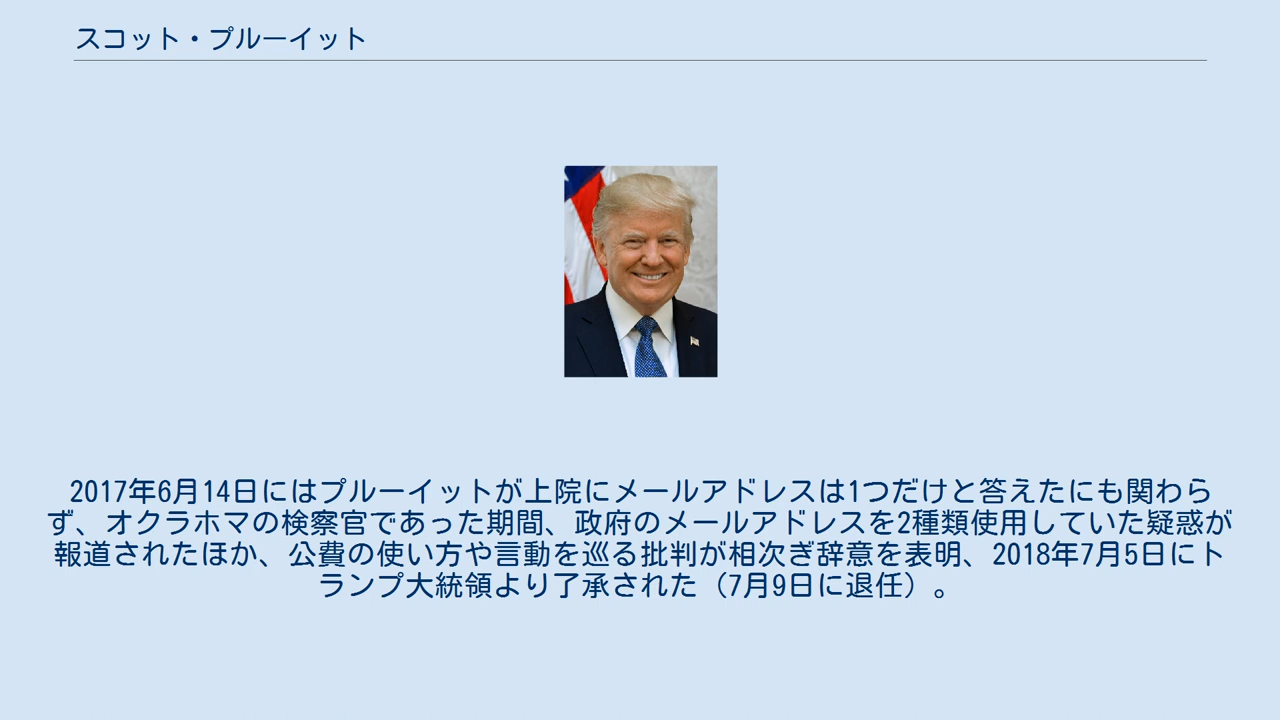 スコット・プルーイット
2017年6月14日にはプルーイットが上院にメールアドレスは1つだけと答えたにも関わら
ず、オクラホマの検察官であった期間、政府のメールアドレスを2種類使用していた疑惑が
報道されたほか、公費の使い方や言動を巡る批判が相次ぎ辞意を表明、2018年7月5日にト
ランプ大統領より了承された（7月9日に退任）。